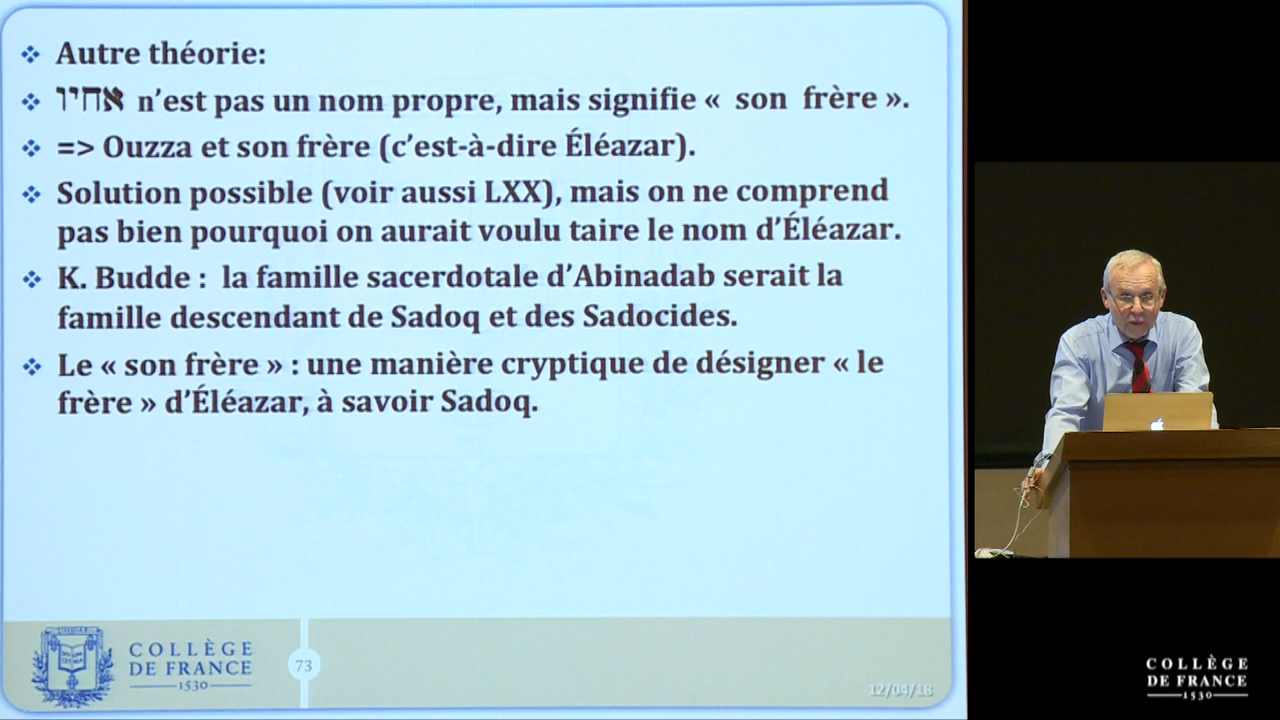 Autre théorie:
אחיו n’est pas un nom propre, mais signifie « son frère ».
=> Ouzza et son frère (c’est-à-dire Éléazar).
Solution possible (voir aussi LXX), mais on ne comprend
pas bien pourquoi on aurait voulu taire le nom d’Éléazar.
K. Budde : la famille sacerdotale d’Abinadab serait la
famille descendant de Sadoq et des Sadocides.
Le « son frère » : une manière cryptique de désigner « le
frère » d’Éléazar, à savoir Sadoq.
COLLÈGE
DE FRANCE
1530
73
12/04/18
COLLÈGE
DE FRANCE
1530